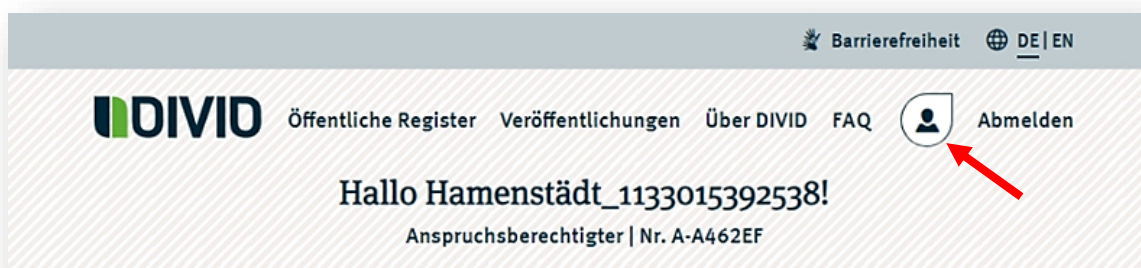 Barrierefreiheit DE|EN
DIVID Öffentliche Register Veröffentlichungen Über DIVID FAQ Abmelden
Hallo Hamenstädt_1133015392538!
Anspruchsberechtigter | Nr. A-A462EF